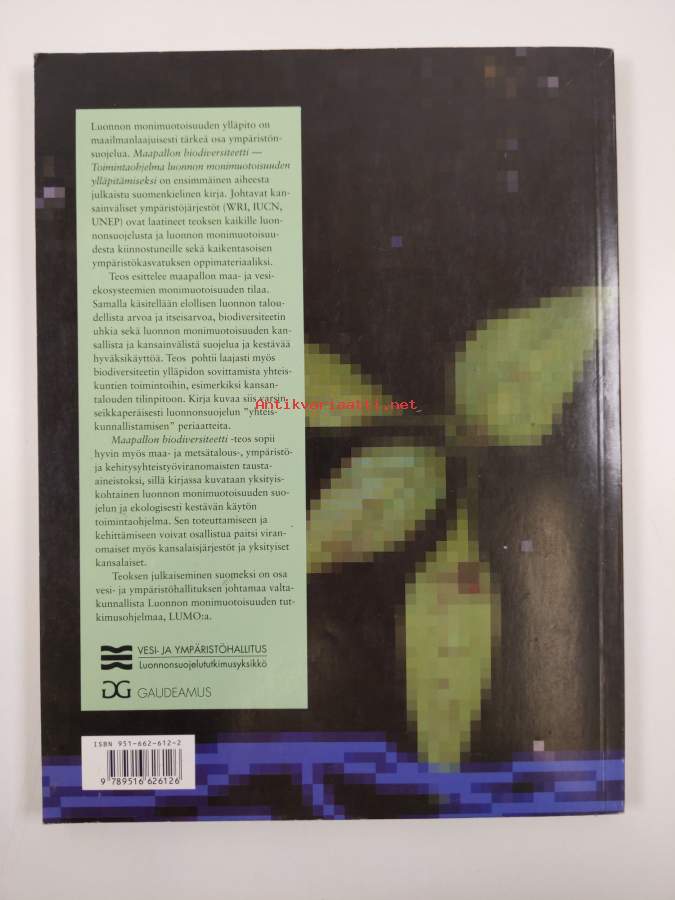 Luonnon monimuotoisuuden ylläpito on
maailmanlaajuisesti tärkeä osa ympäristön-
suojelua. Maapallon biodiversiteetti —
Toimintaohjelma luonnon monimuotoisuuden
ylläpitämiseksi on ensimmäinen aiheesta
julkaistu suomenkielinen kirja. Johtavat kan-
sainväliset ympäristöjärjestöt (WRI, IUCN,
UNEP) ovat laatineet teoksen kaikille luon-
nonsuojelusta ja luonnon monimuotoisuu-
desta kiinnostuneille sekä kaikentasoisen
ympäristökasvatuksen oppimateriaaliksi.
Teos esittelee maapallon maa- ja vesi-
ekosysteemien monimuotoisuuden tilaa.
Samalla käsitellään elollisen luonnon talou-
dellista arvoa ja itseisarvoa, biodiversiteetin
uhkia sekä luonnon monimuotoisuuden kan-
sallista ja kansainvälistä suojelua ja kestävää
hyväksikäyttöä. Teos pohtii laajasti myös
biodiversiteetin ylläpidon sovittamista yhteis-
kuntien toimintoihin, esimerkiksi kansan-
talouden tilinpitoon. Kirja kuvaa siis varsin
seikkaperäisesti luonnonsuojelun "yhteis-
kunnallistamisen" periaatteita.
Maapallon biodiversiteetti -teos sopii
hyvin myös maa- ja metsätalous-, ympäristö-
ja kehitysyhteistyöviranomaisten tausta-
aineistoksi, sillä kirjassa kuvataan yksityis-
kohtainen luonnon monimuotoisuuden suo-
jelun ja ekologisesti kestävän käytön
toimintaohjelma. Sen toteuttamiseen ja
kehittämiseen voivat osallistua paitsi viran-
omaiset myös kansalaisjärjestöt ja yksityiset
kansalaiset.
Teoksen julkaiseminen suomeksi on osa
vesi- ja ympäristöhallituksen johtamaa valta-
kunnallista Luonnon monimuotoisuuden tut-
kimusohjelmaa, LUMO:a.
Antikvariaatti.net
VESI- JA YMPÄRISTÖHALLITUS
Luonnonsuojelututkimusyksikkö
GG GAUDEAMUS
ISBN 951-662-612-2
9 789516 626126